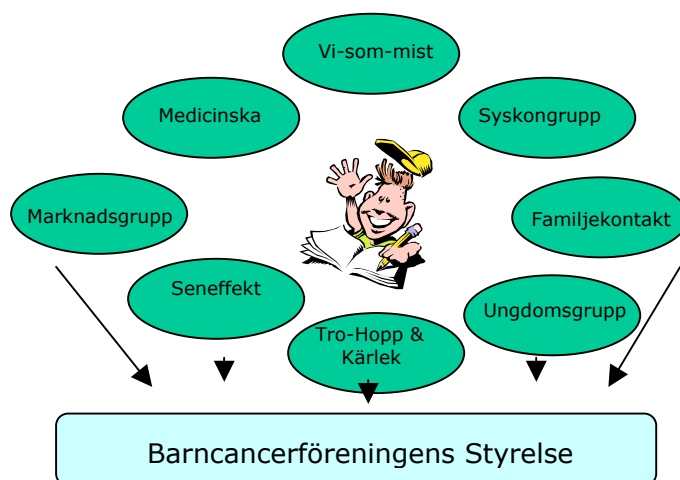 Vi-som-mist
Medicinska
Syskongrupp
Marknadsgrupp
Familjekontakt
Seneffekt
Ungdomsgrupp
Tro-Hopp &
Kärlek
Barncancerföreningens Styrelse